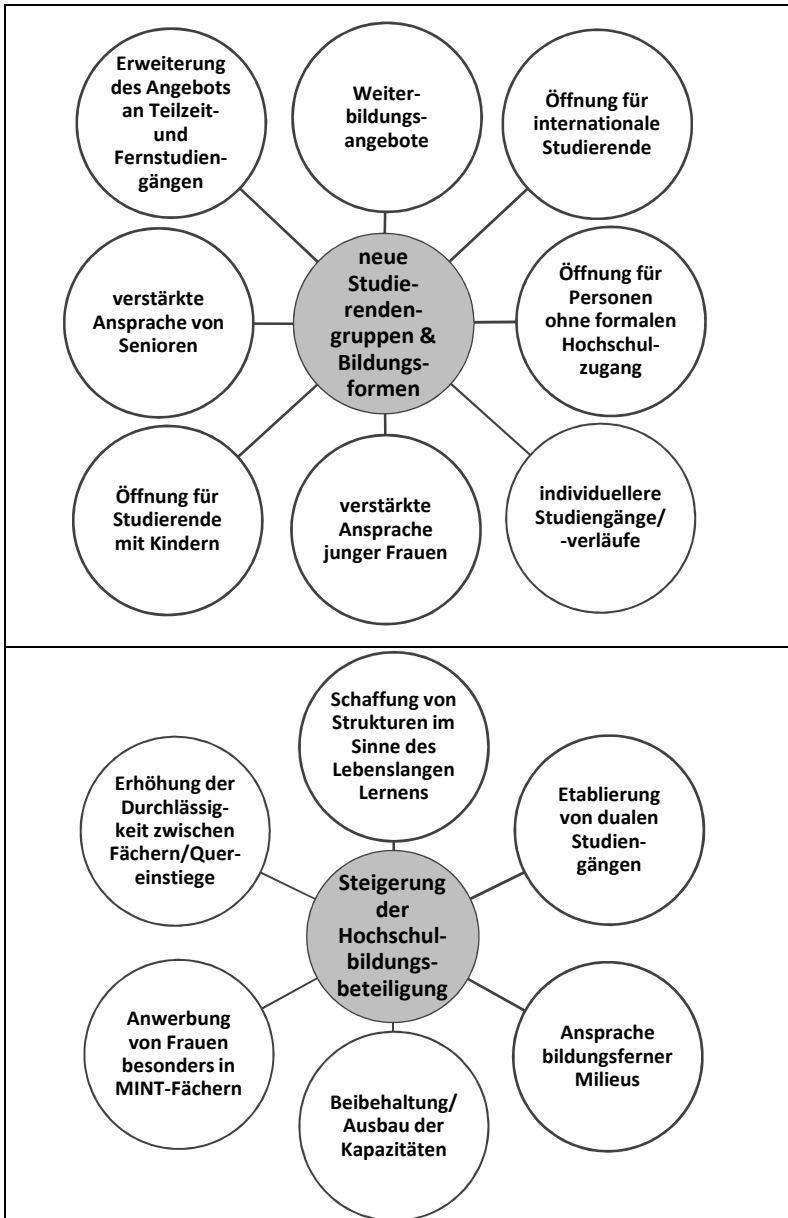 Erweiterung
des Angebots
an Teilzeit-
und
Fernstudien-
gängen
Weiter-
bildungs-
angebote
Öffnung für
internationale
Studierende
verstärkte
Ansprache von
Senioren
neue
Studie-
renden-
gruppen &
Bildungs-
formen
Öffnung für
Personen
ohne formalen
Hochschul-
zugang
Öffnung für
Studierende
mit Kindern
verstärkte
Ansprache
junger Frauen
individuellere
Studiengänge/
-verläufe
Schaffung von
Strukturen im
Sinne des
Lebenslangen
Lernens
Erhöhung der
Durchlässig-
keit zwischen
Fächern/Quer-
einstiege
Etablierung
von dualen
Studien-
gängen
Steigerung
der
Hochschul-
bildungs-
beteiligung
Anwerbung
von Frauen
besonders in
MINT-Fächern
Beibehaltung/
Ausbau der
Kapazitäten
Ansprache
bildungsferner
Milieus